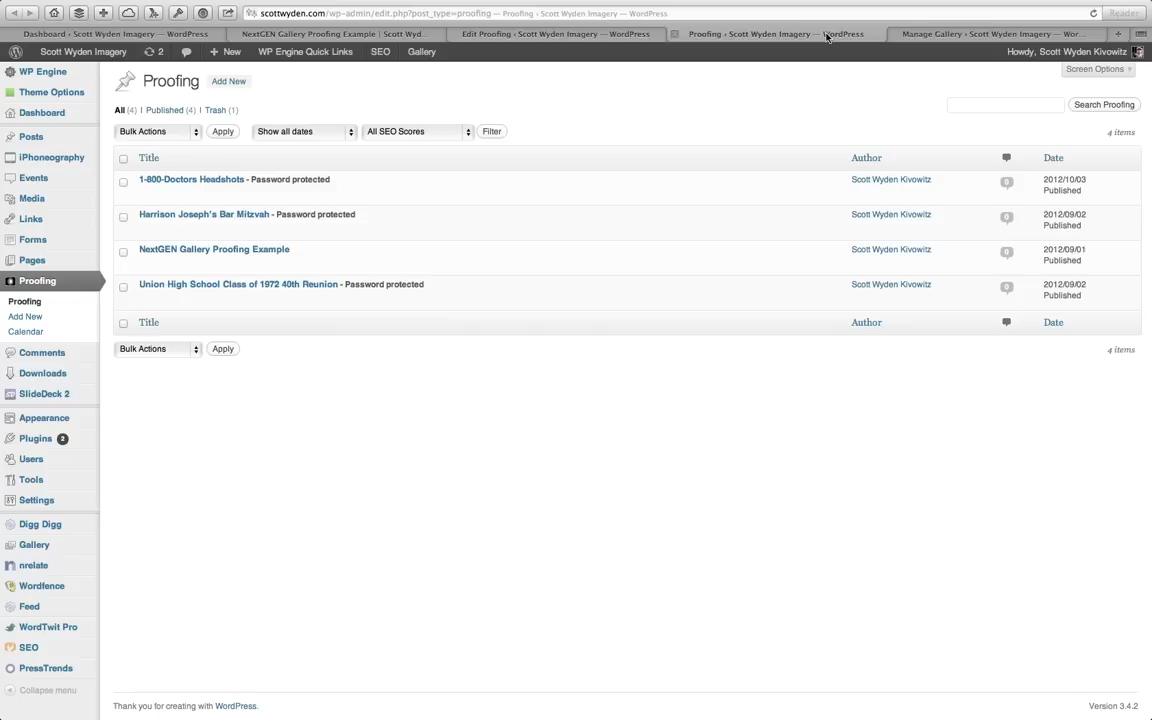 scottwyden.com/wp-admin/edit.php?post_type=proofing — Proofing ‹ Scott Wyden Imagery — WordPress
Reader
Dashboard ‹ Scott Wyden Imagery — WordPress
NextGEN Gallery Proofing Example | Scott Wyd...
Edit Proofing ‹ Scott Wyden Imagery — WordPress
Proofing ‹ Scott Wyden Imagery — WordPress
Manage Gallery ‹ Scott Wyden Imagery — Wor...
Scott Wyden Imagery
2
+ New
WP Engine Quick Links
SEO
Gallery
Howdy, Scott Wyden Kivowitz
WP Engine
Theme Options
Dashboard
Posts
iPhoneography
Events
Media
Links
Forms
Pages
Proofing
Proofing
Add New
Calendar
Comments
Downloads
SlideDeck 2
Appearance
Plugins 2
Users
Tools
Settings
Digg Digg
Gallery
nrelate
Wordfence
Feed
WordTwit Pro
SEO
PressTrends
Collapse menu
Screen Options
Proofing Add New
All (4) | Published (4) | Trash (1)
Search Proofing
Bulk Actions Apply Show all dates All SEO Scores Filter
4 items
Title Author Date
1-800-Doctors Headshots - Password protected Scott Wyden Kivowitz 0 2012/10/03
Published
Harrison Joseph's Bar Mitzvah - Password protected Scott Wyden Kivowitz 0 2012/09/02
Published
NextGEN Gallery Proofing Example Scott Wyden Kivowitz 0 2012/09/01
Published
Union High School Class of 1972 40th Reunion - Password protected Scott Wyden Kivowitz 0 2012/09/02
Published
Title Author Date
Bulk Actions Apply
4 items
Thank you for creating with WordPress.
Version 3.4.2